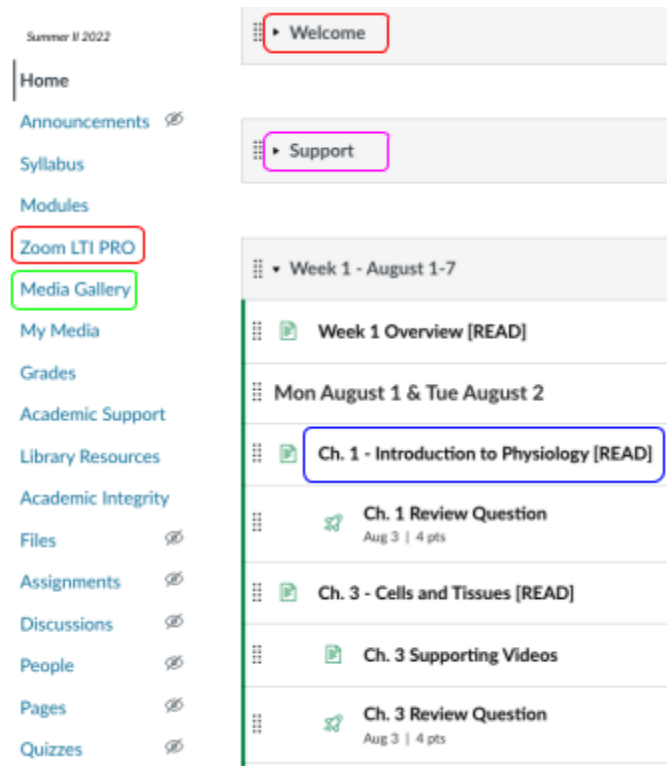 Summer II 2022
Home
Announcements
Syllabus
Modules
Zoom LTI PRO
Media Gallery
My Media
Grades
Academic Support
Library Resources
Academic Integrity
Files
Assignments
Discussions
People
Pages
Quizzes
Welcome
Support
Week 1 - August 1-7
Week 1 Overview [READ]
Mon August 1 & Tue August 2
Ch. 1 - Introduction to Physiology [READ]
Ch. 1 Review Question
Aug 3 | 4 pts
Ch. 3 - Cells and Tissues [READ]
Ch. 3 Supporting Videos
Ch. 3 Review Question
Aug 3 | 4 pts